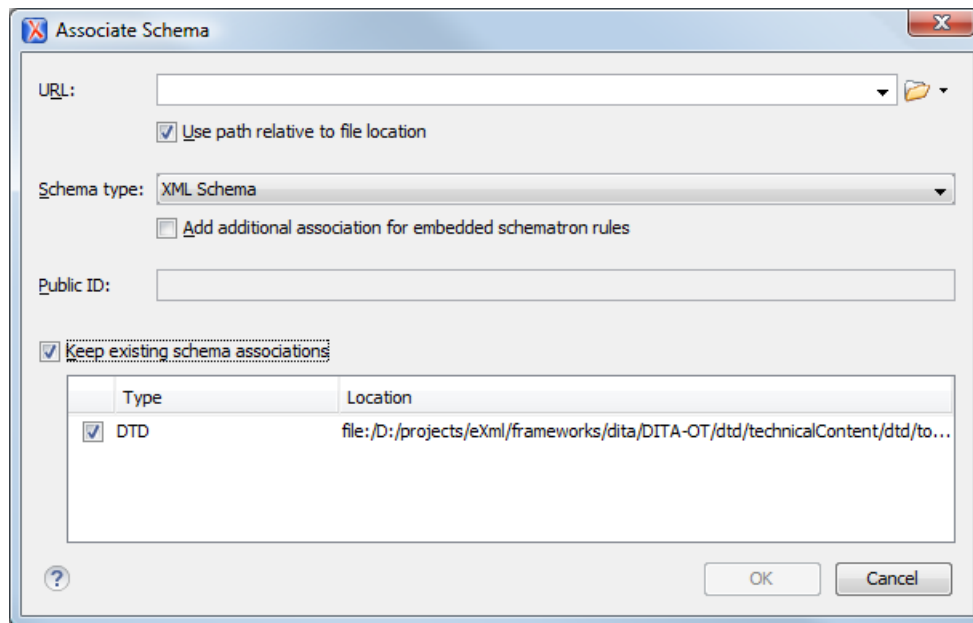 Associate Schema
URL:
Use path relative to file location
Schema type: XML Schema
Add additional association for embedded schematron rules
Public ID:
Keep existing schema associations
Type Location
DTD file:/D:/projects/eXml/frameworks/dita/DITA-OT/dtd/technicalContent/dtd/to...
? OK Cancel